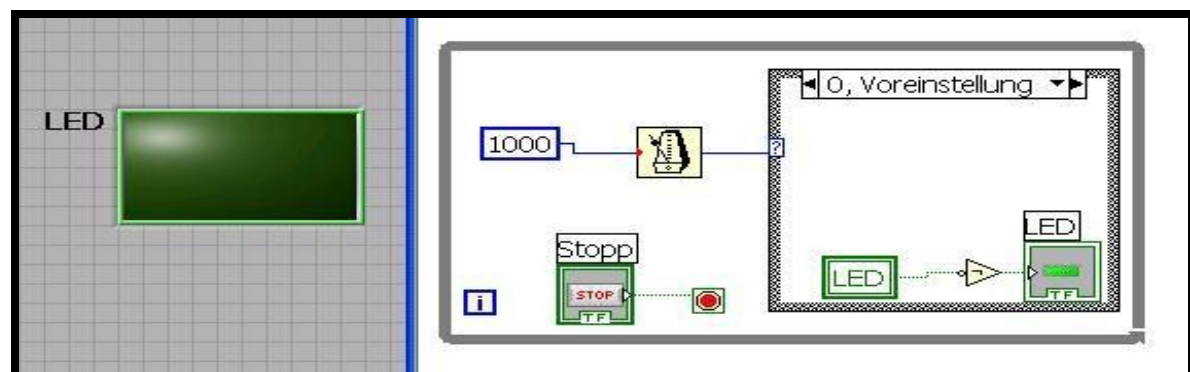 LED
0, Voreinstellung
1000
?
LED
Stopp
LED
STOP
TF
i
TF